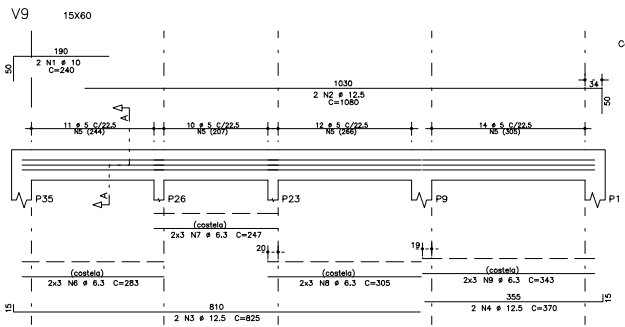 V9 15X60
C
190
50
2 N1 ø 10
C=240
1030
34
2 N2 ø 12.5
C=1080
50
11 ø 5 C/22.5
N5 (244)
10 ø 5 C/22.5
N5 (207)
12 ø 5 C/22.5
N5 (266)
14 ø 5 C/22.5
N5 (305)
A
A
P35
P26
P23
P9
P1
(costela)
2x3 N7 ø 6.3 C=247
20
19
(costela)
2x3 N6 ø 6.3 C=283
(costela)
2x3 N8 ø 6.3 C=305
(costela)
2x3 N9 ø 6.3 C=343
15
810
2 N3 ø 12.5 C=825
355
2 N4 ø 12.5 C=370
15